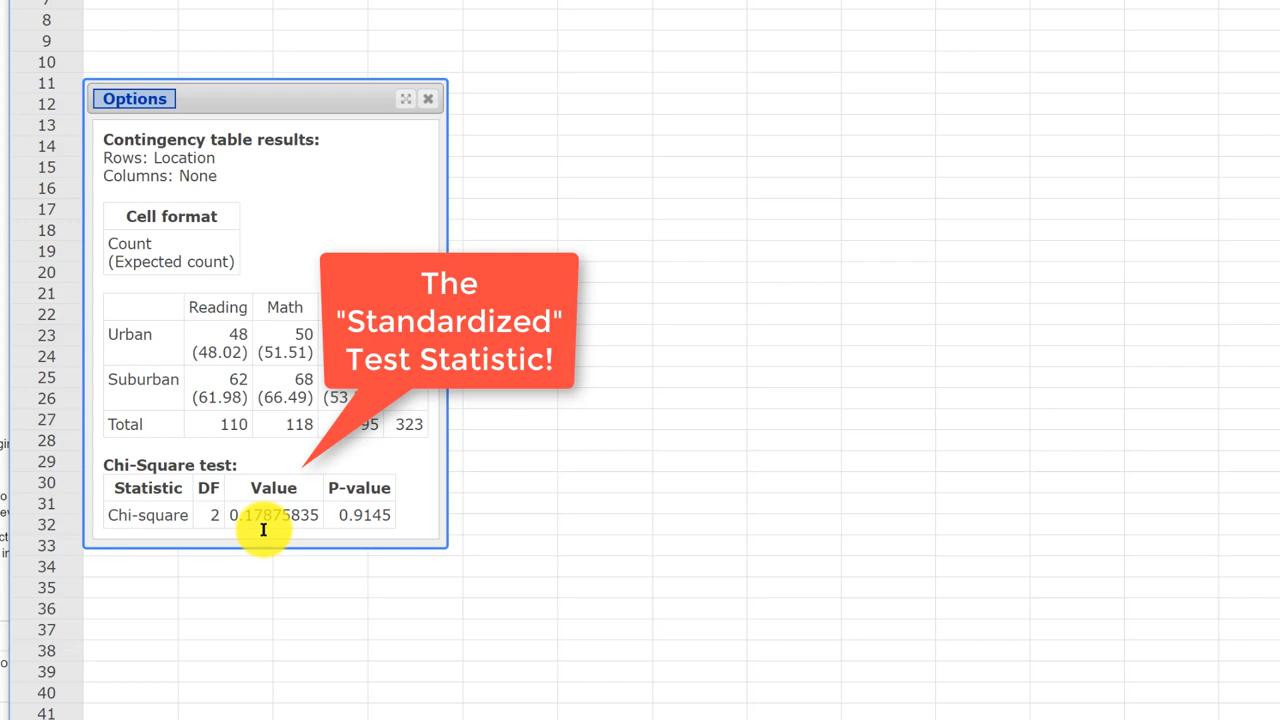 7
8
9
10
11
12
13
14
15
16
17
18
19
20
21
22
23
24
25
26
27
28
29
30
31
32
33
34
35
36
37
38
39
40
41
Options
Contingency table results:
Rows: Location
Columns: None
Cell format
Count
(Expected count)
The
"Standardized"
Test Statistic!
Reading Math
Urban 48 50
(48.02) (51.51)
Suburban 62 68
(61.98) (66.49) (53.
Total 110 118 95 323
Chi-Square test:
Statistic DF Value P-value
Chi-square 2 0.17875835 0.9145